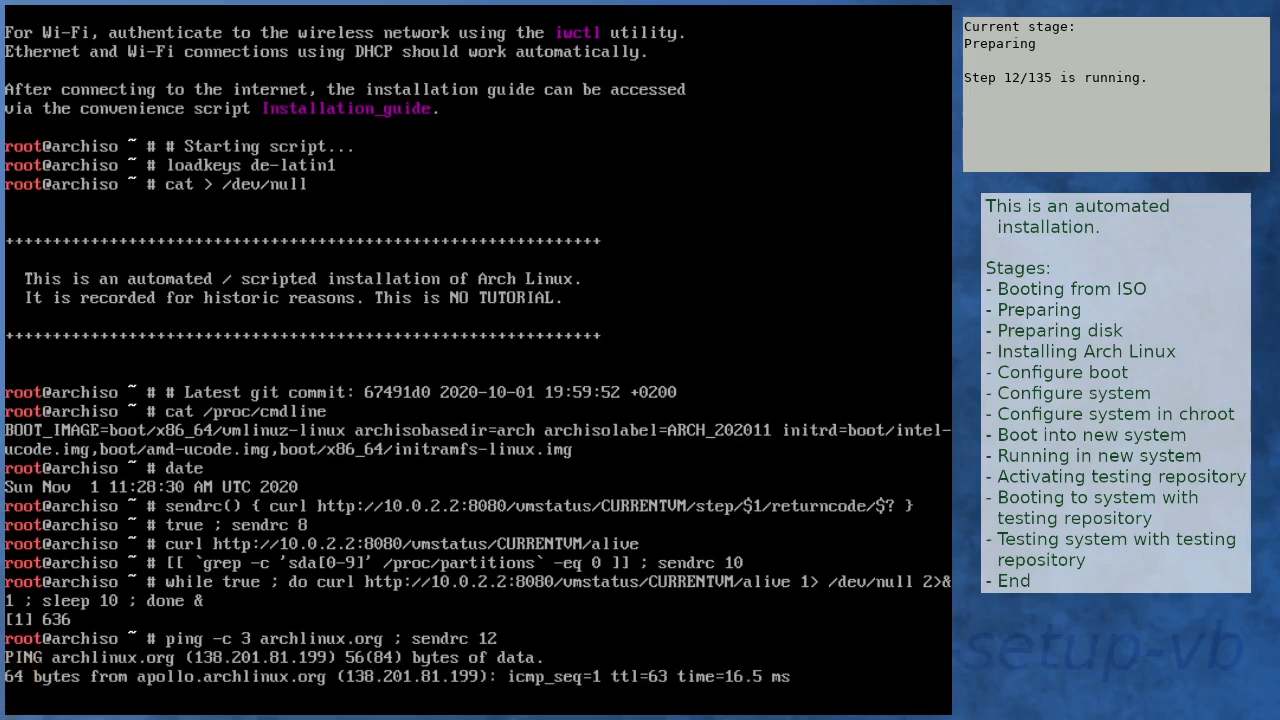 For Wi-Fi, authenticate to the wireless network using the iwctl utility.
Ethernet and Wi-Fi connections using DHCP should work automatically.
After connecting to the internet, the installation guide can be accessed
via the convenience script Installation_guide.
root@archiso ~ # # Starting script...
root@archiso ~ # loadkeys de-latin1
root@archiso ~ # cat > /dev/null
++++++++++++++++++++++++++++++++++++++++++++++++++++++++++++++++
This is an automated / scripted installation of Arch Linux.
It is recorded for historic reasons. This is NO TUTORIAL.
++++++++++++++++++++++++++++++++++++++++++++++++++++++++++++++++
root@archiso ~ # # Latest git commit: 67491d0 2020-10-01 19:59:52 +0200
root@archiso ~ # cat /proc/cmdline
BOOT_IMAGE=boot/x86_64/vmlinuz-linux archisobasedir=arch archisolabel=ARCH_202011 initrd=boot/intel-
ucode.img,boot/amd-ucode.img,boot/x86_64/initramfs-linux.img
root@archiso ~ # date
Sun Nov  1 11:28:30 AM UTC 2020
root@archiso ~ # sendrc() { curl http://10.0.2.2:8080/vmstatus/CURRENTVM/step/$1/returncode/$? }
root@archiso ~ # true ; sendrc 8
root@archiso ~ # curl http://10.0.2.2:8080/vmstatus/CURRENTVM/alive
root@archiso ~ # [[ `grep -c 'sda[0-9]' /proc/partitions` -eq 0 ]] ; sendrc 10
root@archiso ~ # while true ; do curl http://10.0.2.2:8080/vmstatus/CURRENTVM/alive 1> /dev/null 2>&
1 ; sleep 10 ; done &
[1] 636
root@archiso ~ # ping -c 3 archlinux.org ; sendrc 12
PING archlinux.org (138.201.81.199) 56(84) bytes of data.
64 bytes from apollo.archlinux.org (138.201.81.199): icmp_seq=1 ttl=63 time=16.5 ms
Current stage:
Preparing
Step 12/135 is running.
This is an automated
installation.
Stages:
- Booting from ISO
- Preparing
- Preparing disk
- Installing Arch Linux
- Configure boot
- Configure system
- Configure system in chroot
- Boot into new system
- Running in new system
- Activating testing repository
- Booting to system with
testing repository
- Testing system with testing
repository
- End
-setup-vb